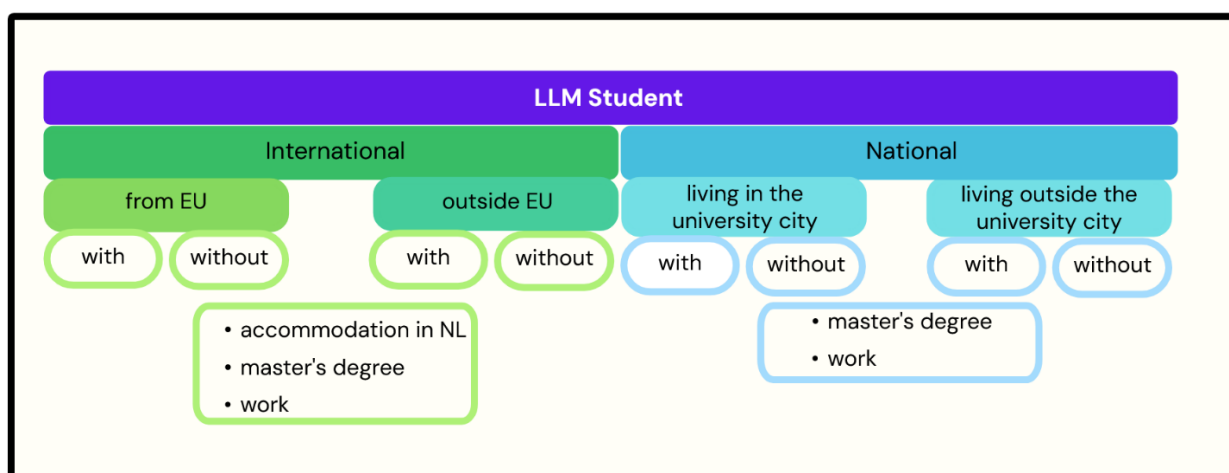 LLM Student
International
National
from EU
outside EU
living in the
university city
living outside the
university city
with
without
with
without
with
without
with
without
• accommodation in NL
• master's degree
• work
• master's degree
• work